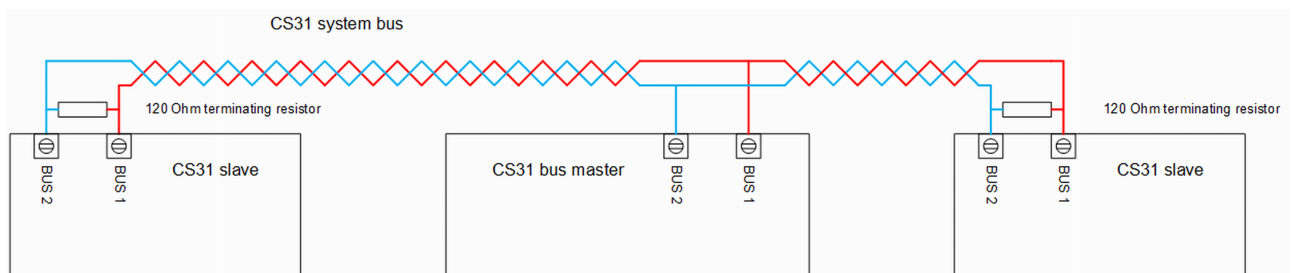 CS31 system bus
120 Ohm terminating resistor
120 Ohm terminating resistor
BUS 2
BUS 1
CS31 slave
CS31 bus master
BUS 2
BUS 1
BUS 2
BUS 1
CS31 slave